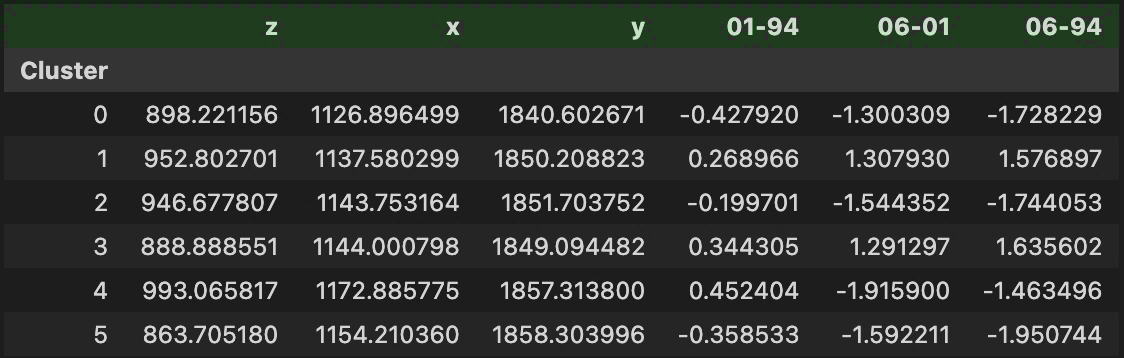 z x y 01-94 06-01 06-94
Cluster
0 898.221156 1126.896499 1840.602671 -0.427920 -1.300309 -1.728229
1 952.802701 1137.580299 1850.208823 0.268966 1.307930 1.576897
2 946.677807 1143.753164 1851.703752 -0.199701 -1.544352 -1.744053
3 888.888551 1144.000798 1849.094482 0.344305 1.291297 1.635602
4 993.065817 1172.885775 1857.313800 0.452404 -1.915900 -1.463496
5 863.705180 1154.210360 1858.303996 -0.358533 -1.592211 -1.950744